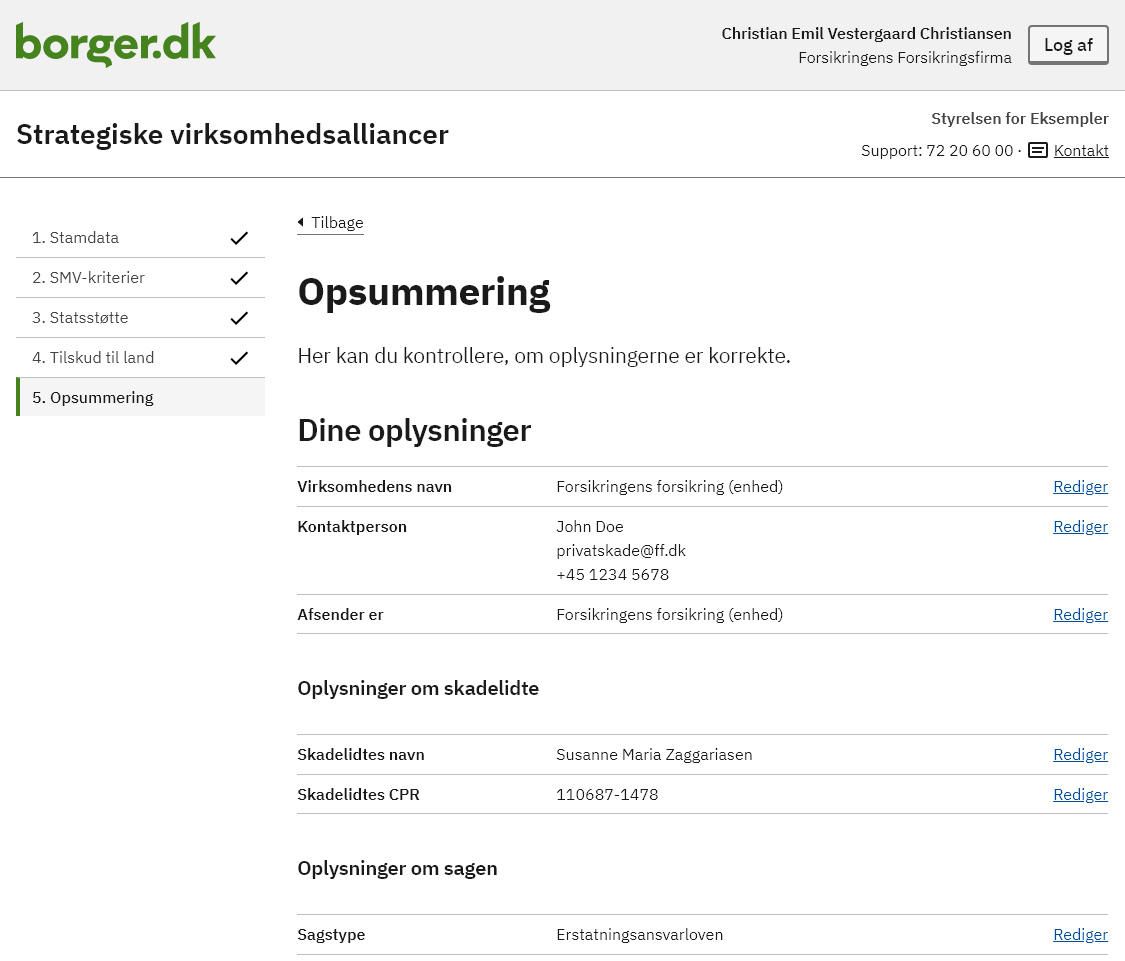 borger.dk
Christian Emil Vestergaard Christiansen
Forsikringens Forsikringsfirma
Log af
Strategiske virksomhedsalliancer
Styrelsen for Eksempler
Support: 72 20 60 00 · Kontakt
1. Stamdata
2. SMV-kriterier
3. Statsstøtte
4. Tilskud til land
5. Opsummering
Tilbage
Opsummering
Her kan du kontrollere, om oplysningerne er korrekte.
Dine oplysninger
Virksomhedens navn Forsikringens forsikring (enhed) Rediger
Kontaktperson John Doe Rediger
privatskade@ff.dk
+45 1234 5678
Afsender er Forsikringens forsikring (enhed) Rediger
Oplysninger om skadelidte
Skadelidtes navn Susanne Maria Zaggariasen Rediger
Skadelidtes CPR 110687-1478 Rediger
Oplysninger om sagen
Sagstype Erstatningsansvarloven Rediger